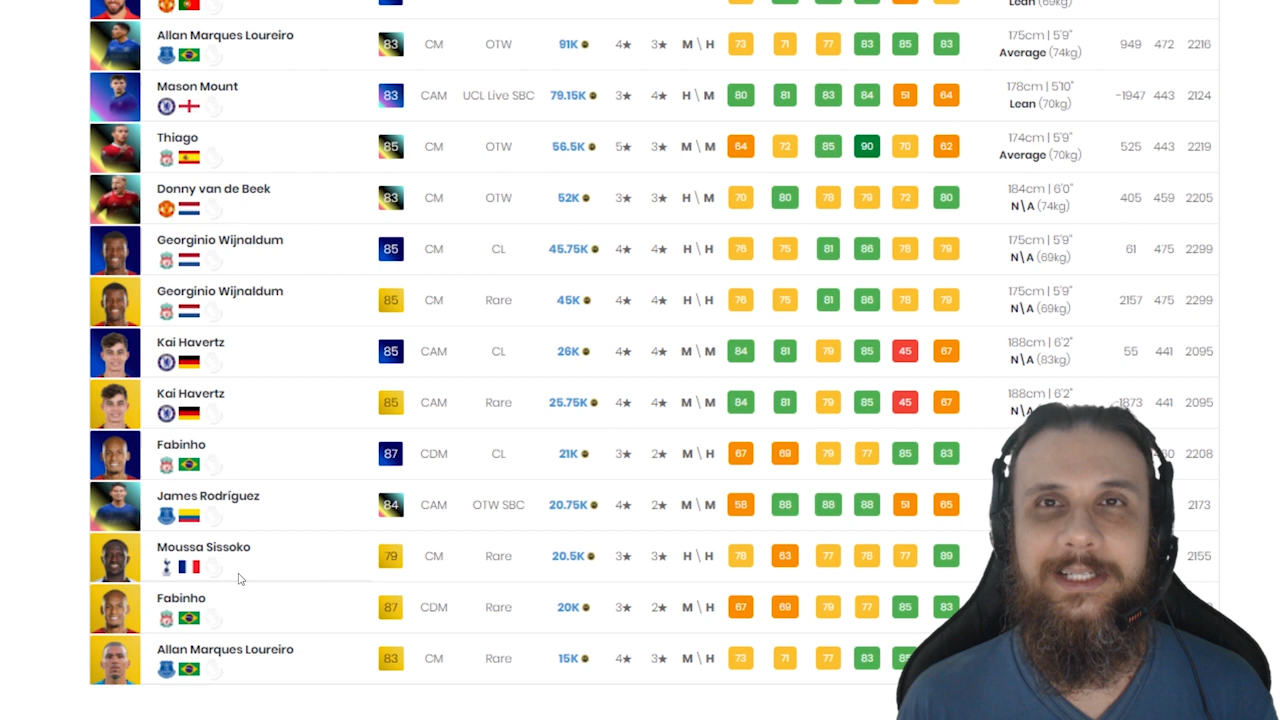 Lean (69kg)
Allan Marques Loureiro 83 CM OTW 91K 4★ 3★ M \ H 73 71 77 83 85 83 175cm | 5'9" Average (74kg) 949 472 2216
Mason Mount 83 CAM UCL Live SBC 79.15K 3★ 4★ H \ M 80 81 83 84 51 64 178cm | 5'10" Lean (70kg) -1947 443 2124
Thiago 85 CM OTW 56.5K 5★ 3★ M \ M 64 72 85 90 70 62 174cm | 5'9" Average (70kg) 525 443 2219
Donny van de Beek 83 CM OTW 52K 3★ 3★ H \ M 70 80 78 79 72 80 184cm | 6'0" N\A (74kg) 405 459 2205
Georginio Wijnaldum 85 CM CL 45.75K 4★ 4★ H \ H 76 75 81 86 78 79 175cm | 5'9" N\A (69kg) 61 475 2299
Georginio Wijnaldum 85 CM Rare 45K 4★ 4★ H \ H 76 75 81 86 78 79 175cm | 5'9" N\A (69kg) 2157 475 2299
Kai Havertz 85 CAM CL 26K 4★ 4★ M \ M 84 81 79 85 45 67 188cm | 6'2" N\A (83kg) 55 441 2095
Kai Havertz 85 CAM Rare 25.75K 4★ 4★ M \ M 84 81 79 85 45 67 188cm | 6'2" 1873 441 2095
Fabinho 87 CDM CL 21K 3★ 2★ M \ H 67 69 79 77 85 83 2208
James Rodríguez 84 CAM OTW SBC 20.75K 4★ 2★ M \ M 58 88 88 88 51 65 2173
Moussa Sissoko 79 CM Rare 20.5K 3★ 3★ H \ H 78 63 77 78 77 89 2155
Fabinho 87 CDM Rare 20K 3★ 2★ M \ H 67 69 79 77 85 83
Allan Marques Loureiro 83 CM Rare 15K 4★ 3★ M \ H 73 71 77 83